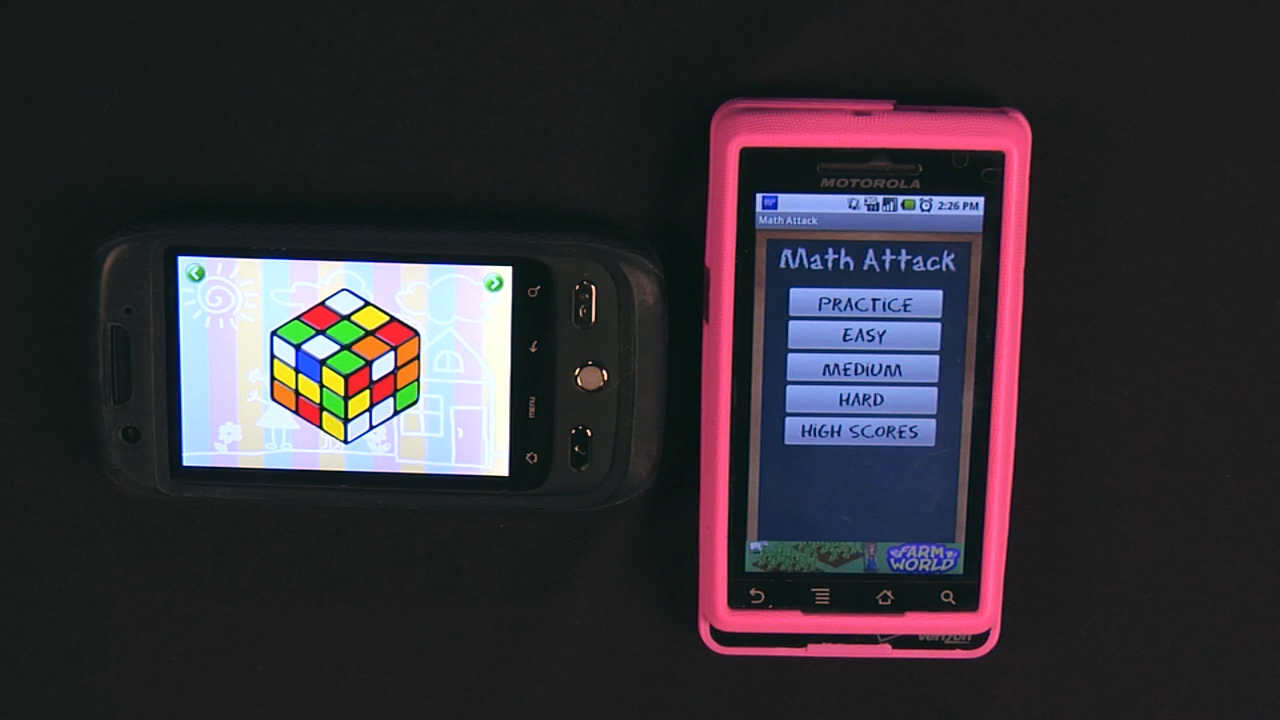 menu
MOTOROLA
2:26 PM
Math Attack
Math Attack
PRACTICE
EASY
MEDIUM
HARD
HIGH SCORES
FARM
WORLD
verizon